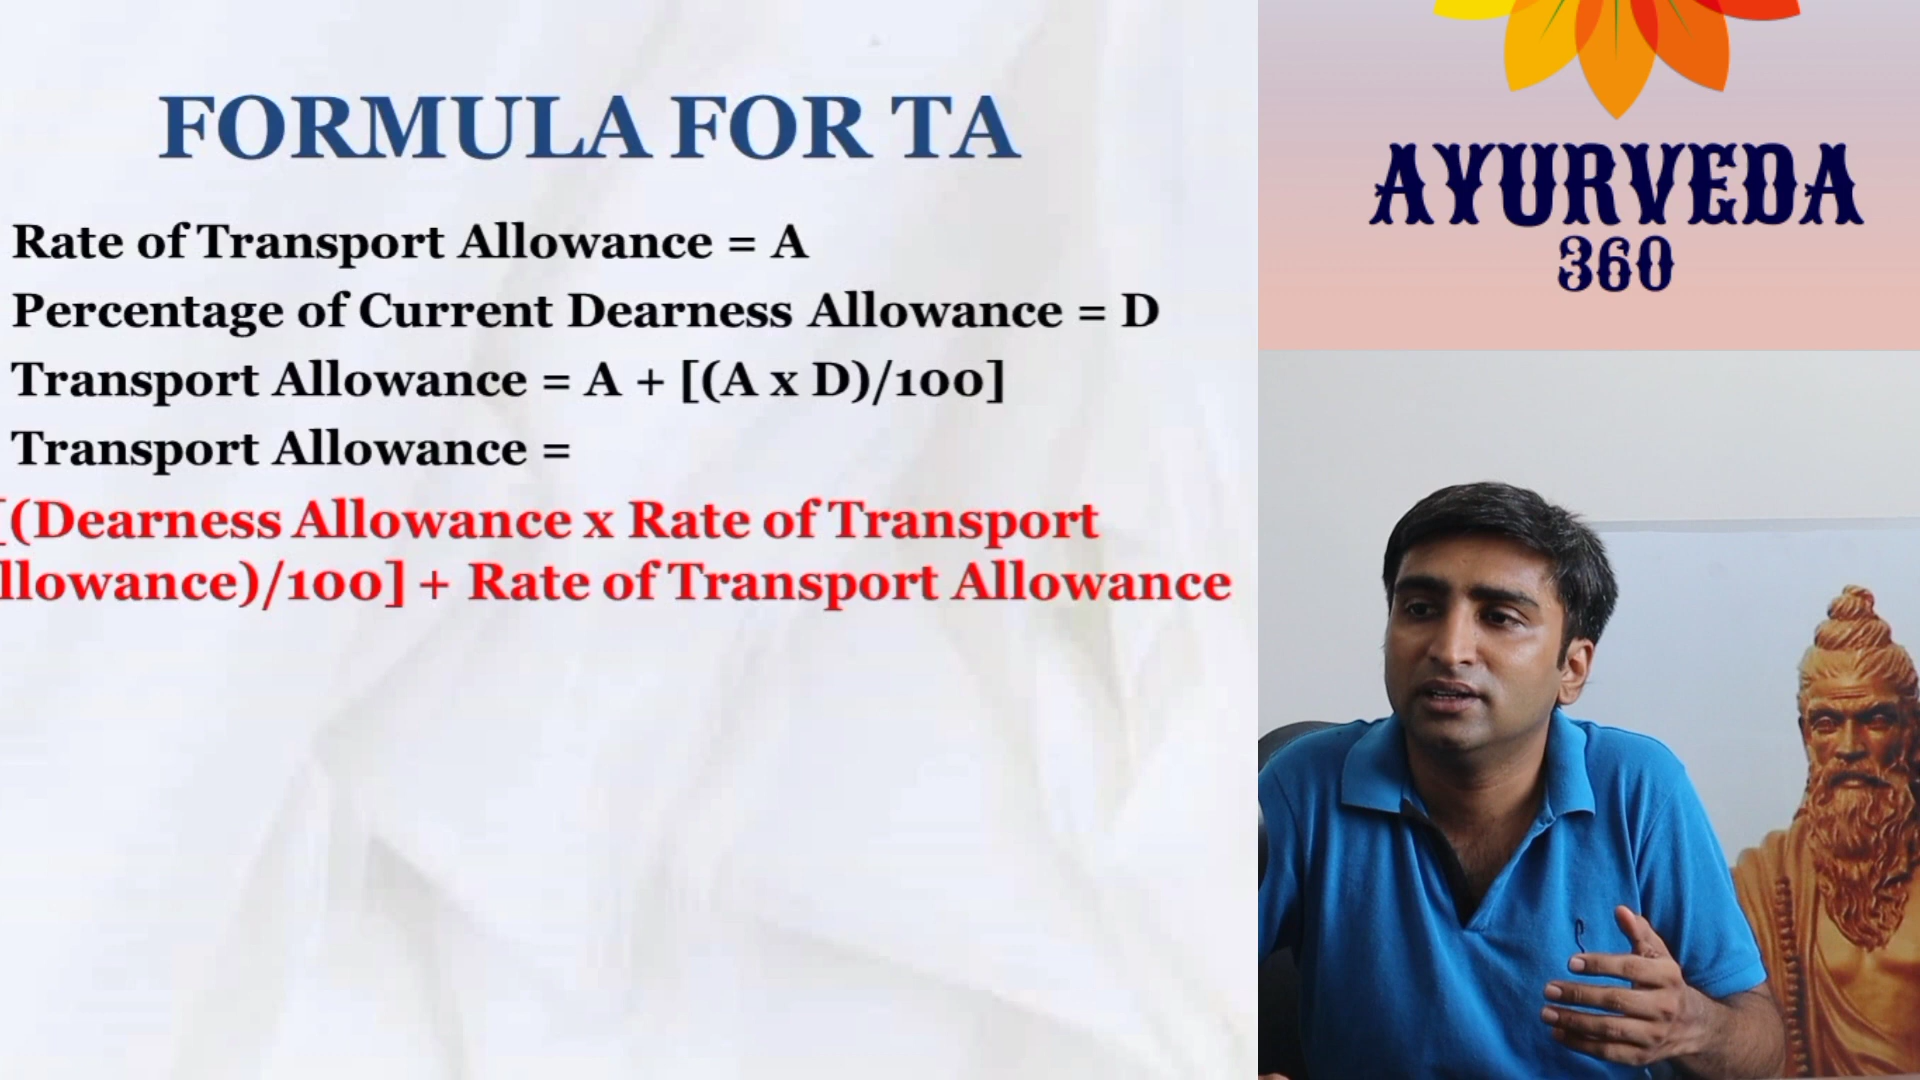 FORMULA FOR TA
Rate of Transport Allowance = A
Percentage of Current Dearness Allowance = D
Transport Allowance = A + [(A x D)/100]
Transport Allowance =
[(Dearness Allowance x Rate of Transport
llowance)/100] + Rate of Transport Allowance
AYURVEDA
360